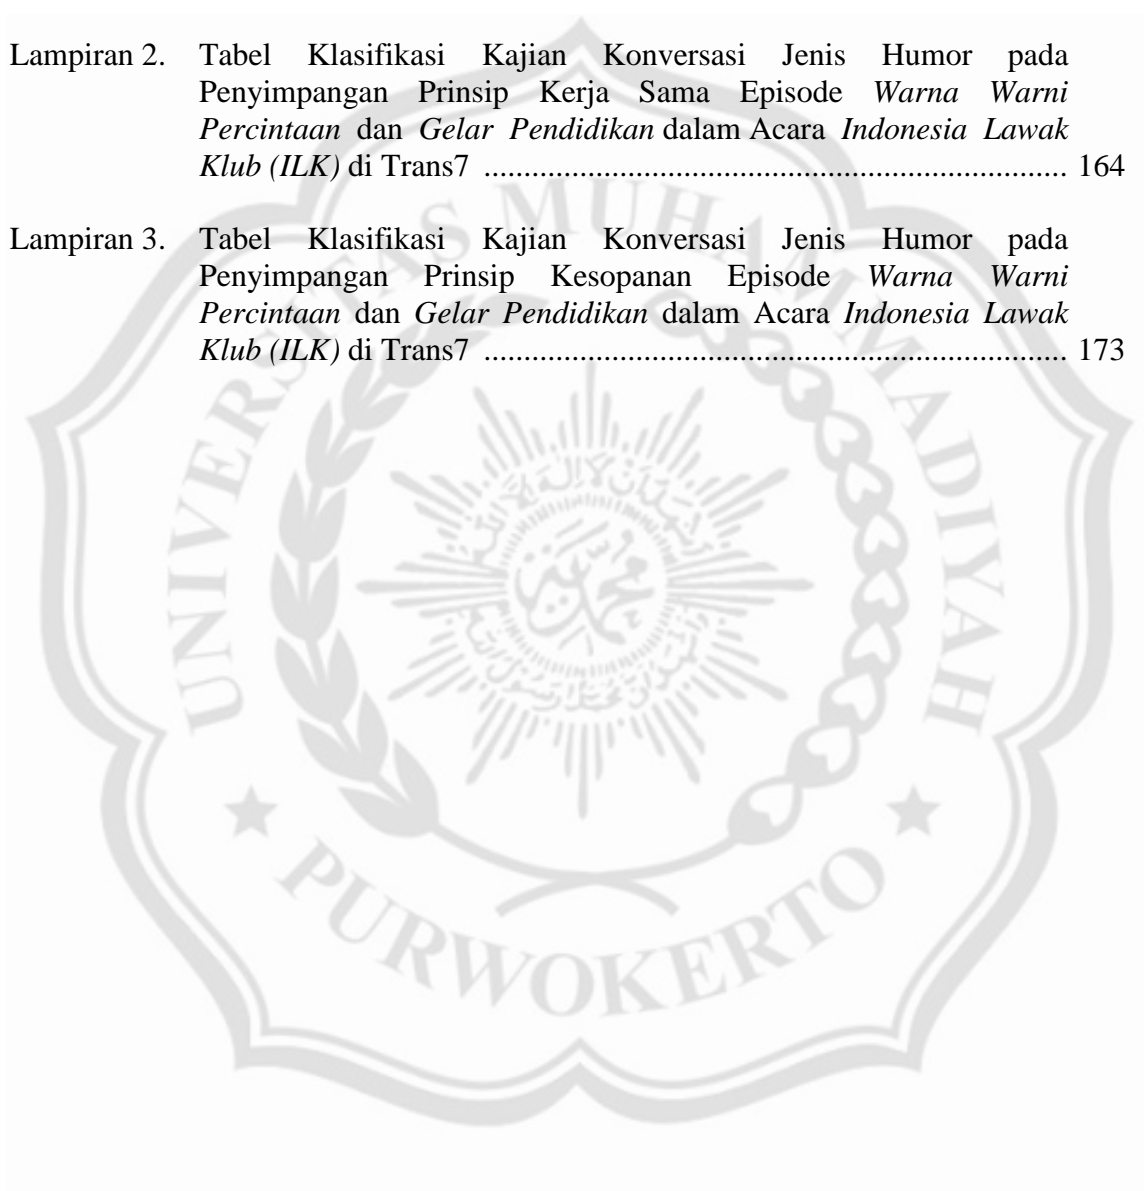 Lampiran 2. Tabel Klasifikasi Kajian Konversasi Jenis Humor pada
Penyimpangan Prinsip Kerja Sama Episode Warna Warni
Percintaan dan Gelar Pendidikan dalam Acara Indonesia Lawak
Klub (ILK) di Trans7 ......................................................................... 164
Lampiran 3. Tabel Klasifikasi Kajian Konversasi Jenis Humor pada
Penyimpangan Prinsip Kesopanan Episode Warna Warni
Percintaan dan Gelar Pendidikan dalam Acara Indonesia Lawak
Klub (ILK) di Trans7 ......................................................................... 173
UNIVERSITAS MUHAMMADIYAH
PURWOKERTO